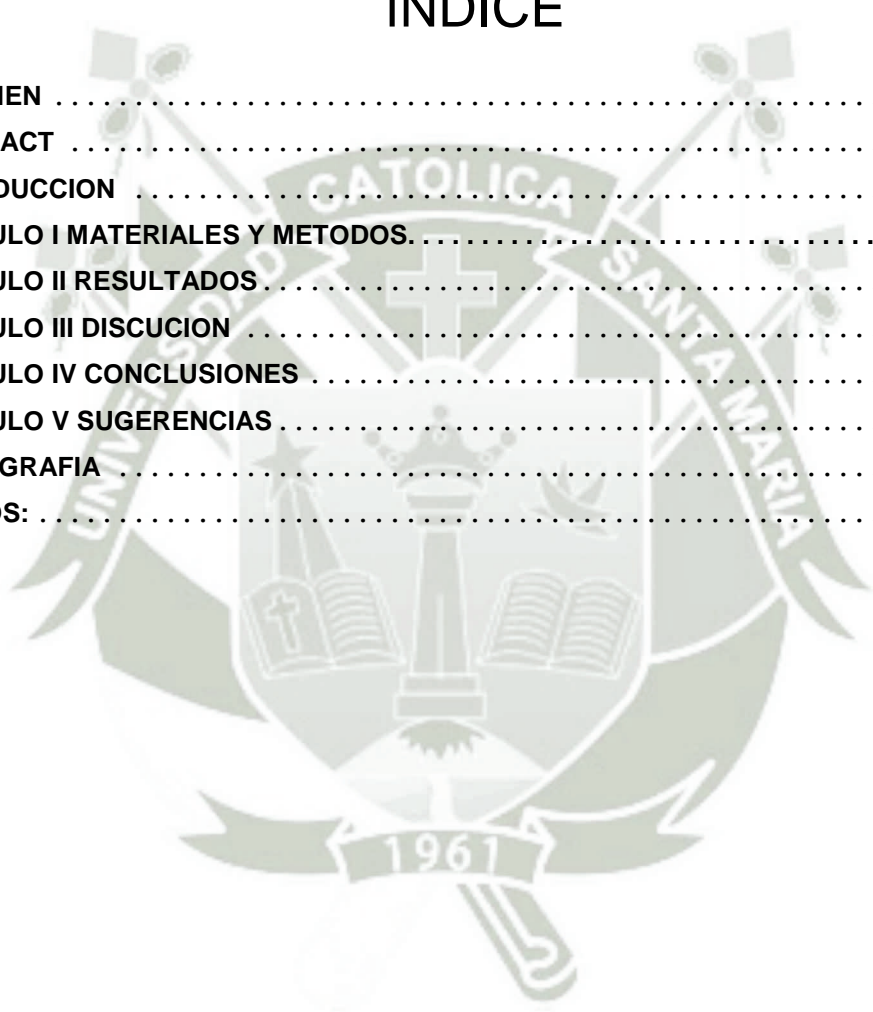 INDICE
MEN . . . . . . . . . . . . . . . . . . . . . . . . . . . . . . . . . . . . . . . . . . . . . . . . . . . .
ACT . . . . . . . . . . . . . . . . . . . . . . . . . . . . . . . . . . . . . . . . . . . . . . . . . . .
DUCCION . . . . . . . . . . . . . . . . . . . . . . . . . . . . . . . . . . . . . . . . . . . . . . .
ULO I MATERIALES Y METODOS. . . . . . . . . . . . . . . . . . . . . . . . . . . . . .
ULO II RESULTADOS . . . . . . . . . . . . . . . . . . . . . . . . . . . . . . . . . . . . . .
ULO III DISCUCION . . . . . . . . . . . . . . . . . . . . . . . . . . . . . . . . . . . . . . .
ULO IV CONCLUSIONES . . . . . . . . . . . . . . . . . . . . . . . . . . . . . . . . . . .
ULO V SUGERENCIAS . . . . . . . . . . . . . . . . . . . . . . . . . . . . . . . . . . . . .
GRAFIA . . . . . . . . . . . . . . . . . . . . . . . . . . . . . . . . . . . . . . . . . . . . . . . .
OS: . . . . . . . . . . . . . . . . . . . . . . . . . . . . . . . . . . . . . . . . . . . . . . . . . . . . .
UNIVERSIDAD CATOLICA SANTA MARIA
1961